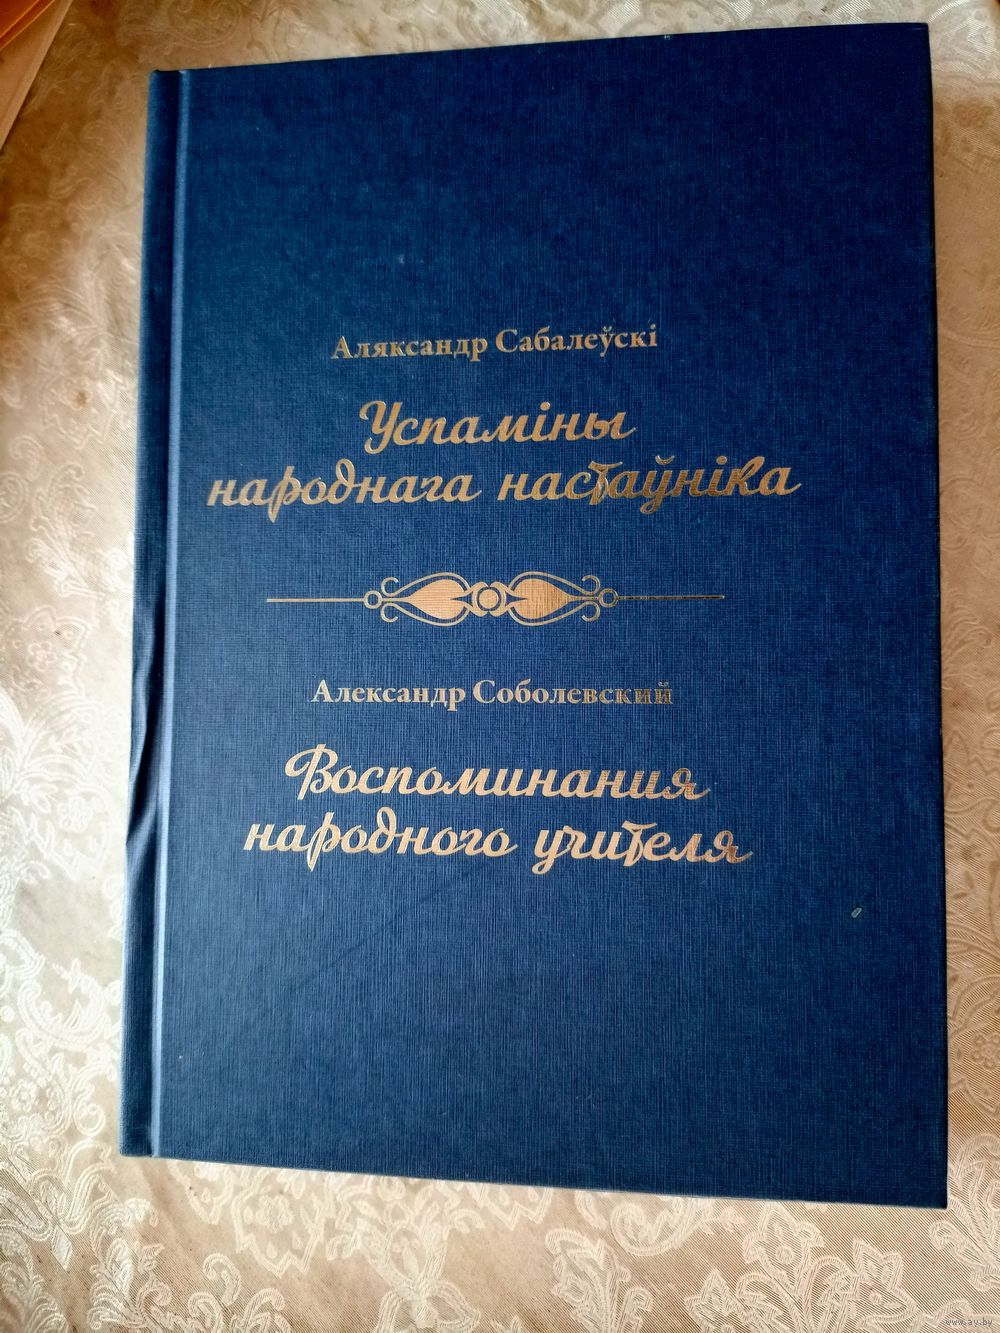 Аляксандр Сабалеўскі
Успаміны
народнага настаўніка
Александр Соболевский
Воспоминания
народного учителя
www.ay.by